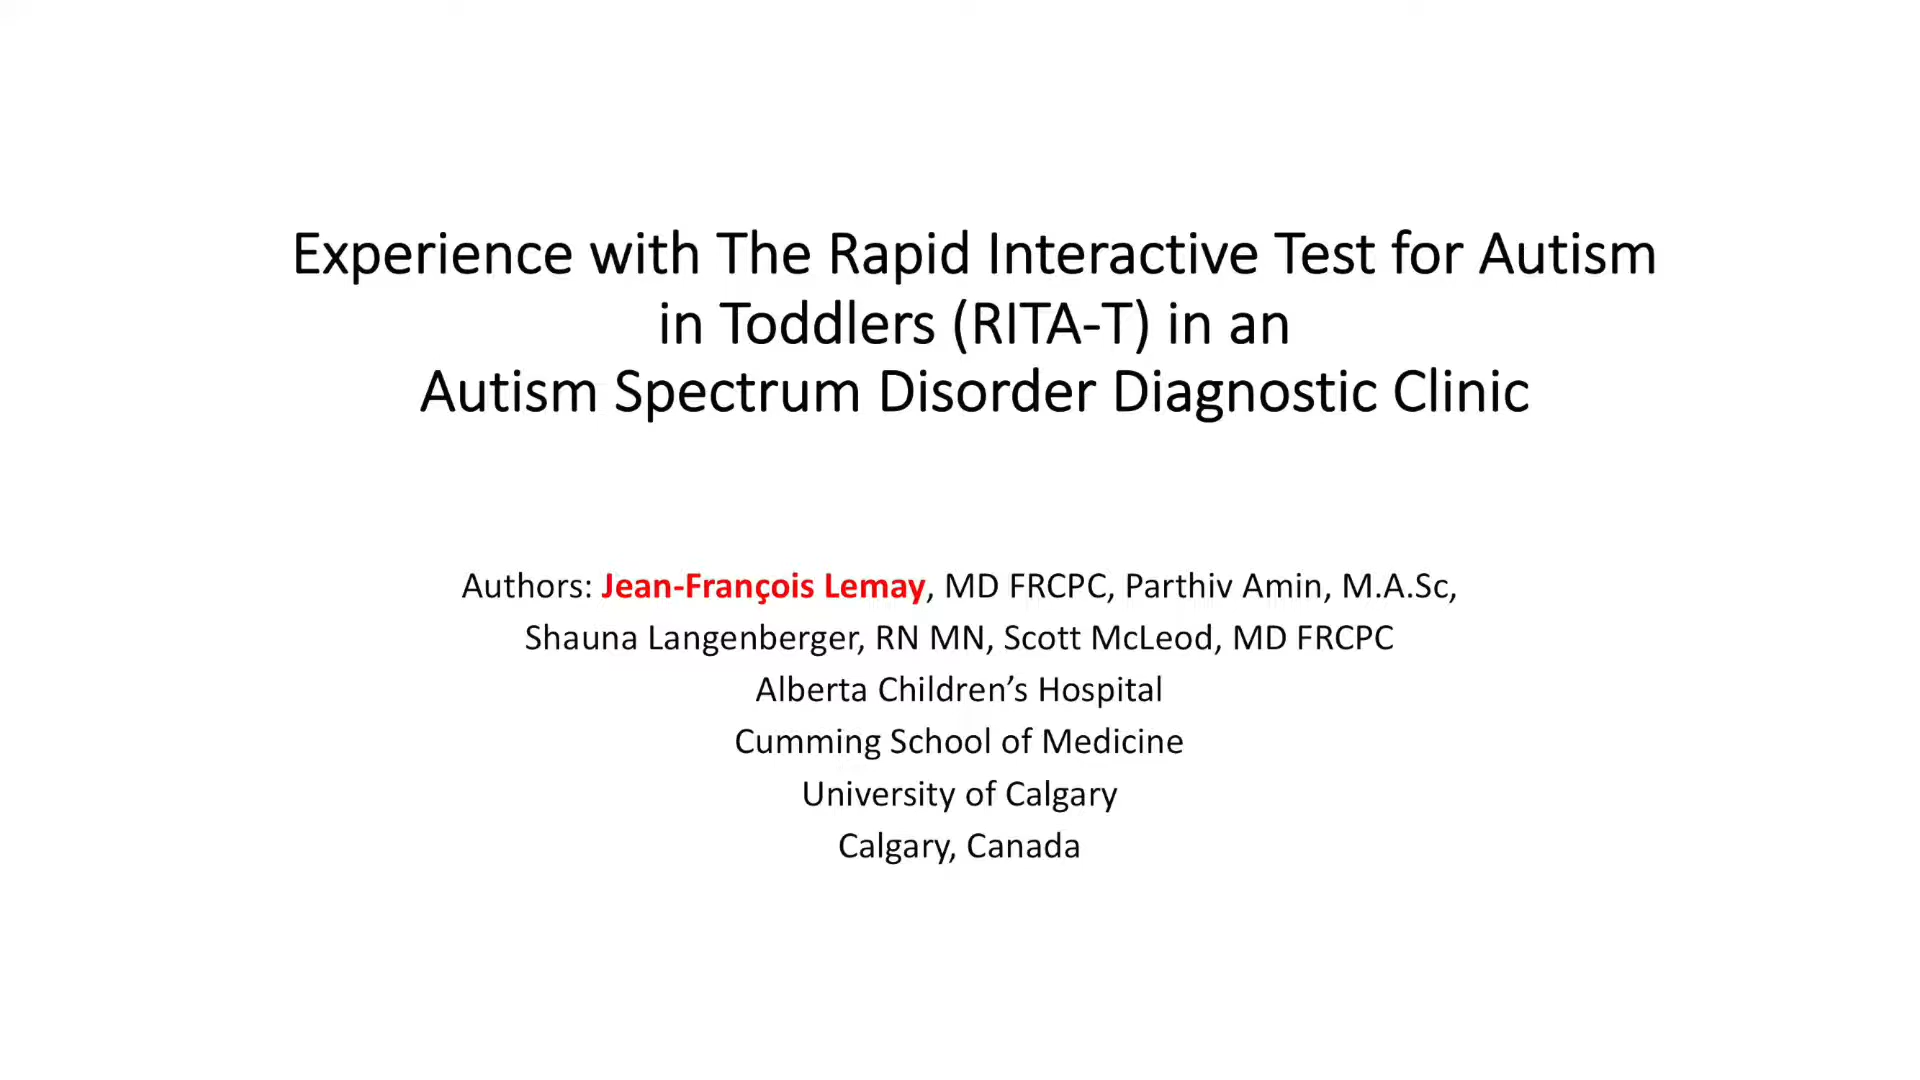 Experience with The Rapid Interactive Test for Autism
in Toddlers (RITA-T) in an
Autism Spectrum Disorder Diagnostic Clinic
Authors: Jean-François Lemay, MD FRCPC, Parthiv Amin, M.A.Sc,
Shauna Langenberger, RN MN, Scott McLeod, MD FRCPC
Alberta Children’s Hospital
Cumming School of Medicine
University of Calgary
Calgary, Canada